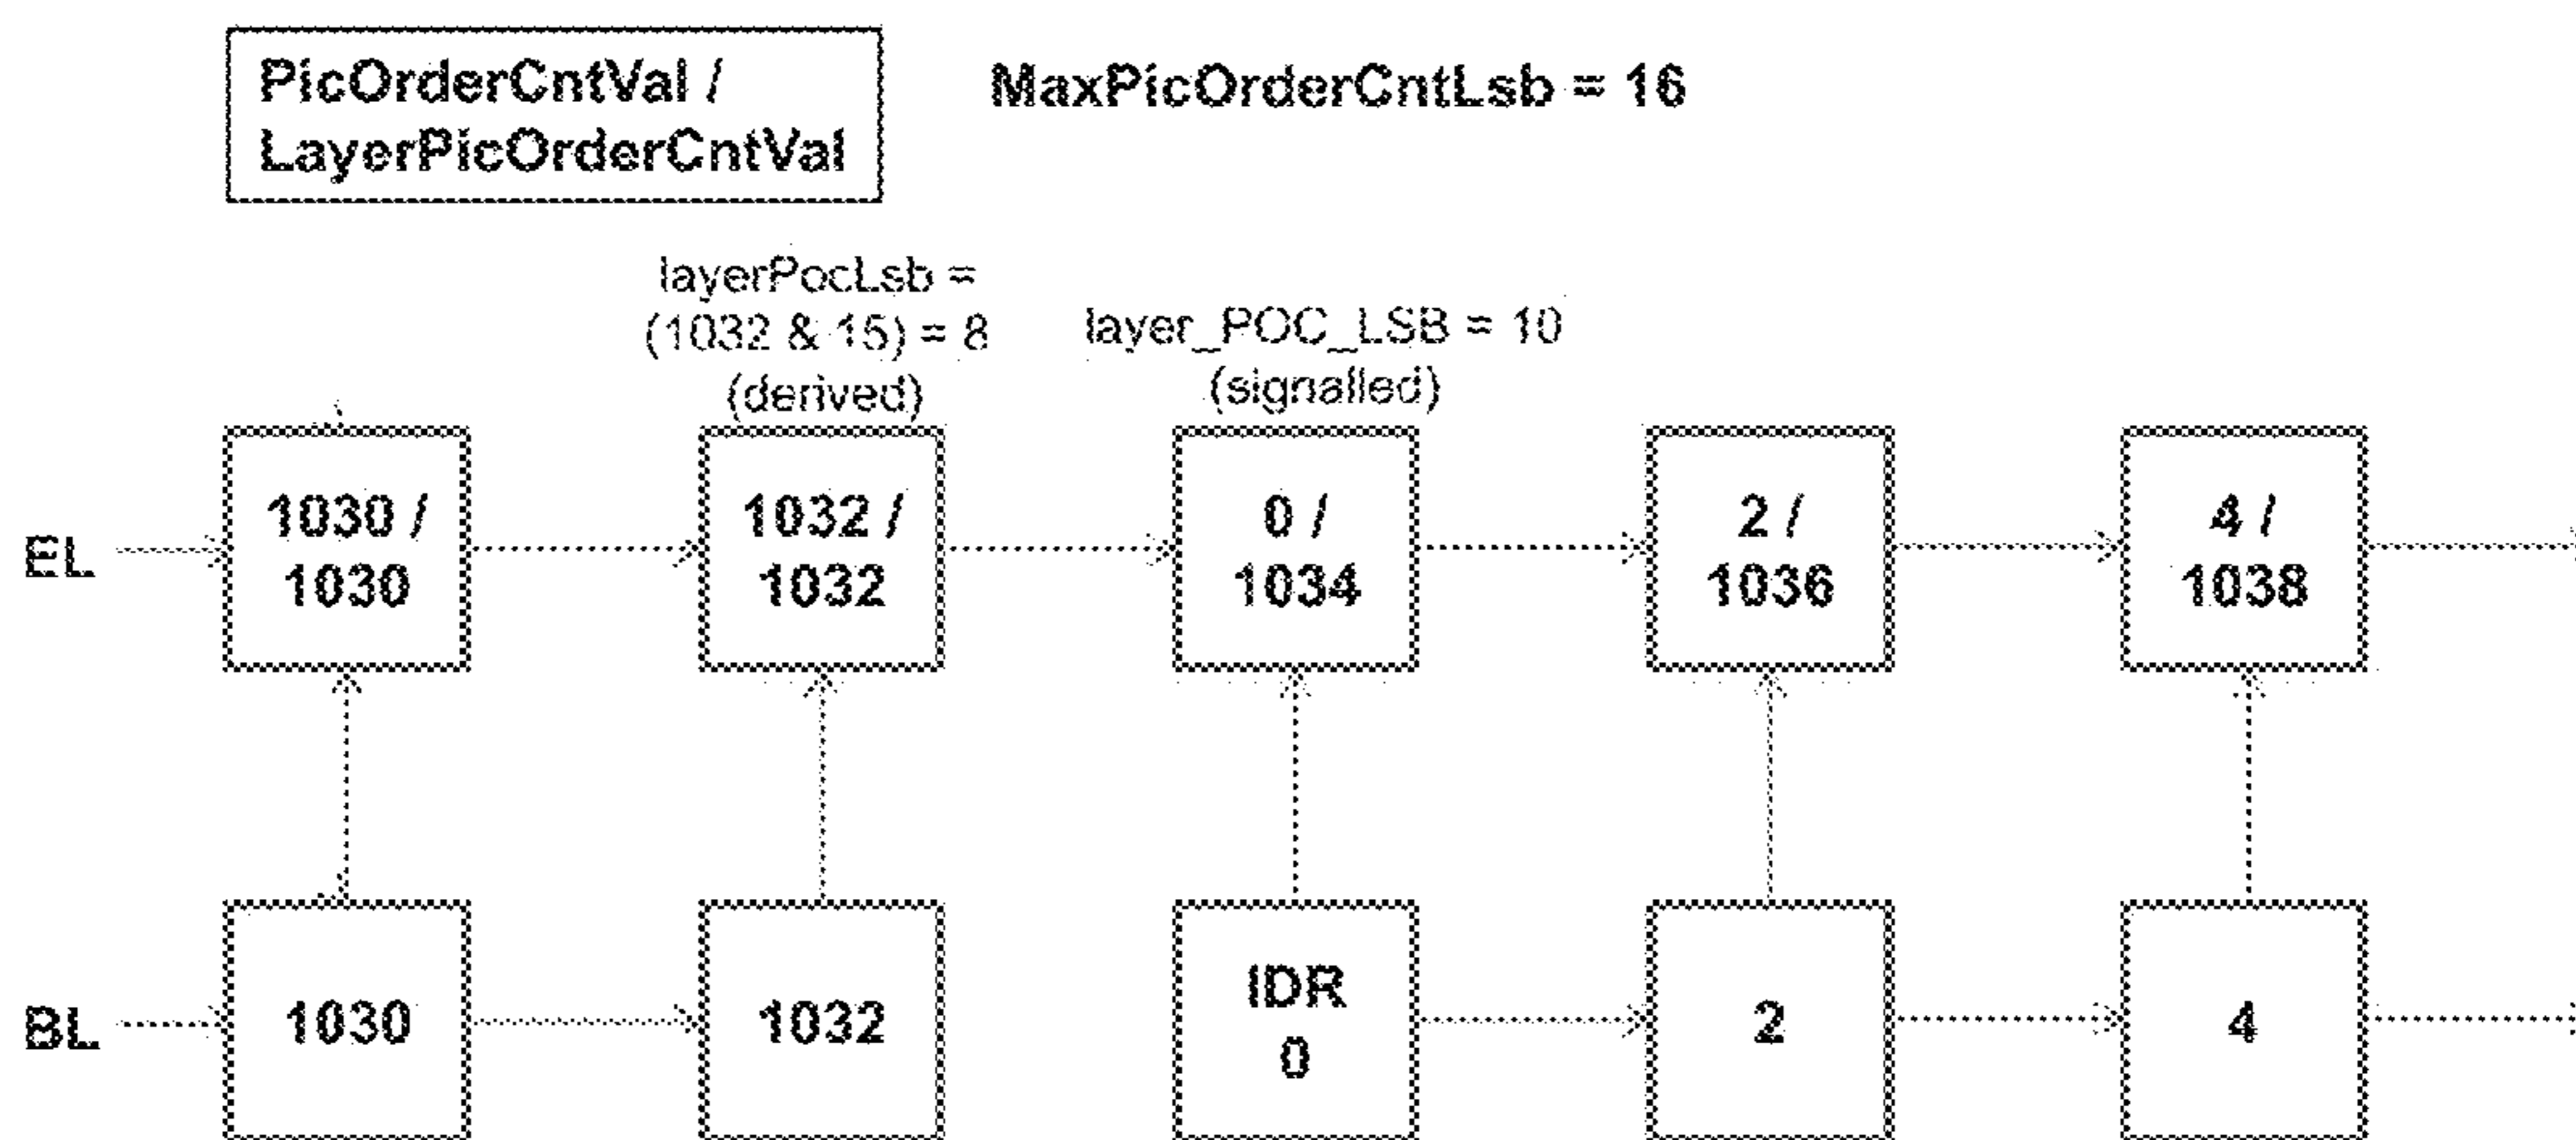 PicOrderCntVal /
LayerPicOrderCntVal
MaxPicOrderCntLsb = 16
layerPocLsb =
(1032 & 15) = 8
(derived)
layer_POC_LSB = 10
(signalled)
EL
1030 /
1030
1032 /
1032
0 /
1034
2 /
1036
4 /
1038
BL
1030
1032
IDR
0
2
4